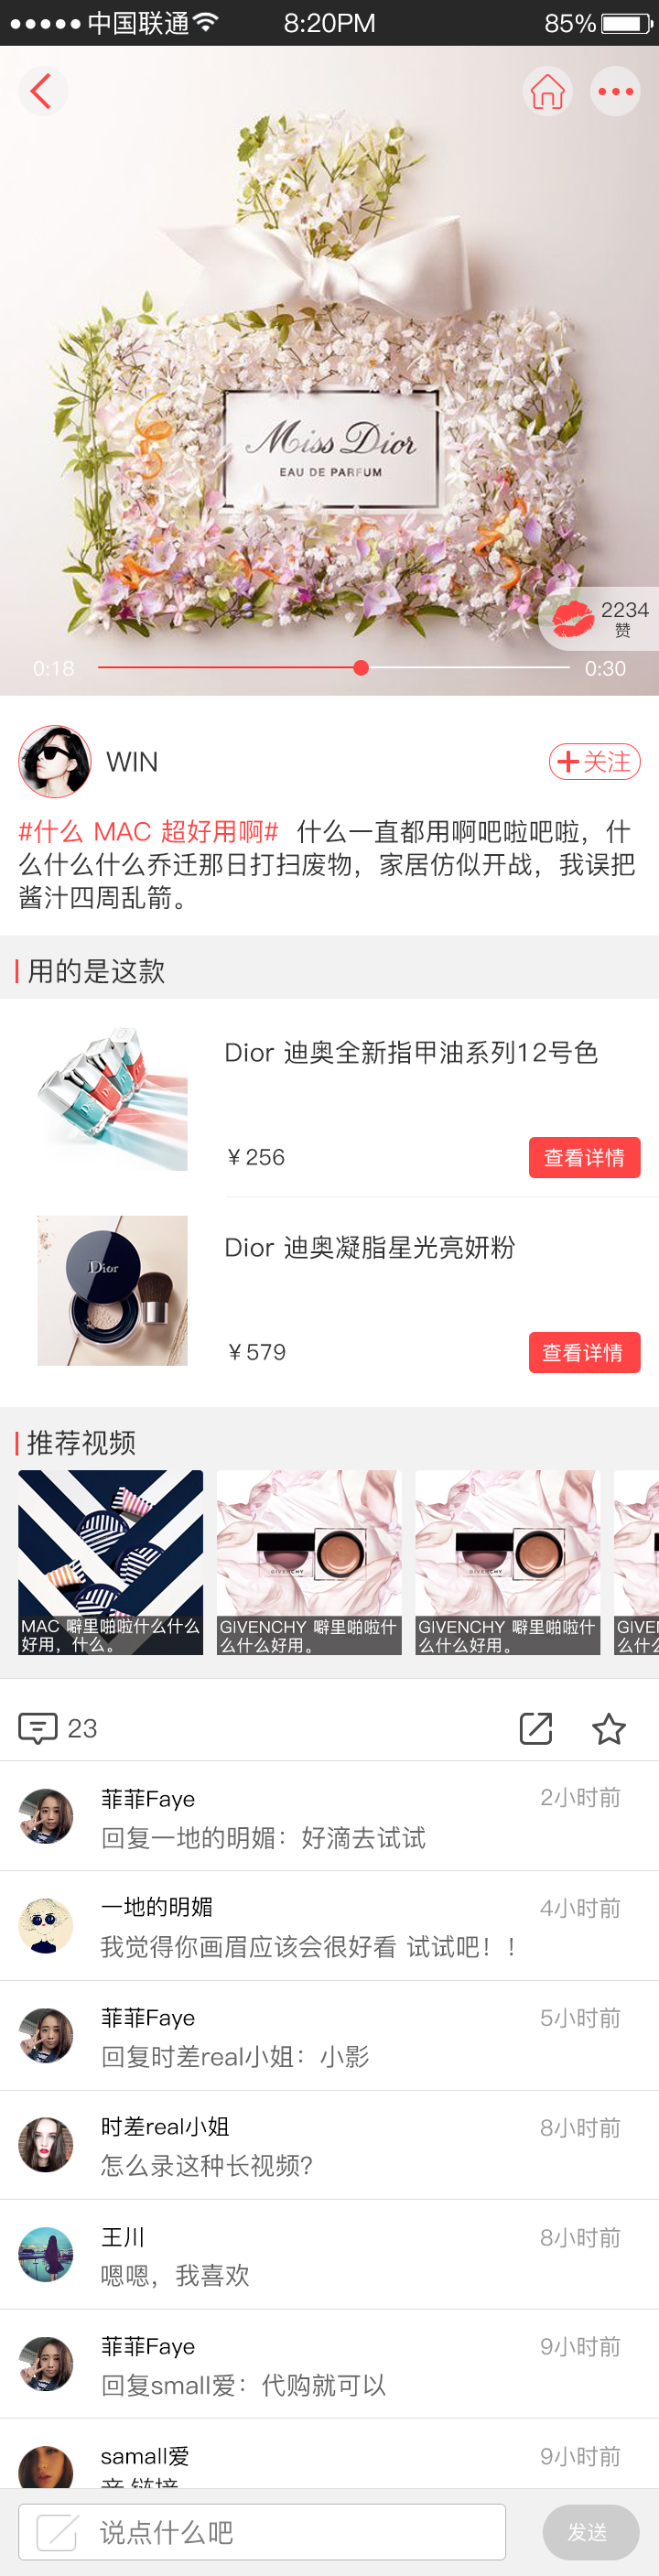 中国联通
8:20PM
85%
Miss Dior
EAU DE PARFUM
2234
赞
0:18
0:30
WIN
关注
#什么 MAC 超好用啊# 什么一直都用啊吧啦吧啦，什
么什么什么乔迁那日打扫废物，家居仿似开战，我误把
酱汁四周乱箭。
用的是这款
Dior 迪奥全新指甲油系列12号色
￥256
查看详情
Dior
Dior 迪奥凝脂星光亮妍粉
￥579
查看详情
推荐视频
MAC 噼里啪啦什么什么
好用，什么。
GIVENCHY
GIVENCHY 噼里啪啦什
么什么好用。
GIVENCHY
GIVENCHY 噼里啪啦什
么什么好用。
GIVE
么什
23
菲菲Faye
2小时前
回复一地的明媚：好滴去试试
一地的明媚
4小时前
我觉得你画眉应该会很好看 试试吧！！
菲菲Faye
5小时前
回复时差real小姐：小影
时差real小姐
8小时前
怎么录这种长视频？
王川
8小时前
嗯嗯，我喜欢
菲菲Faye
9小时前
回复small爱：代购就可以
samall爱
9小时前
说点什么吧
发送